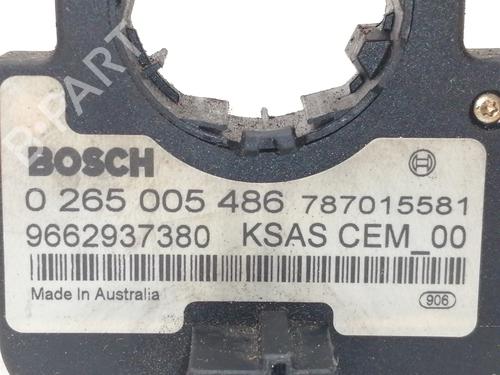 BOSCH
0 265 005 486 787015581
9662937380 KSAS CEM_00
Made In Australia 906
B-PARTS